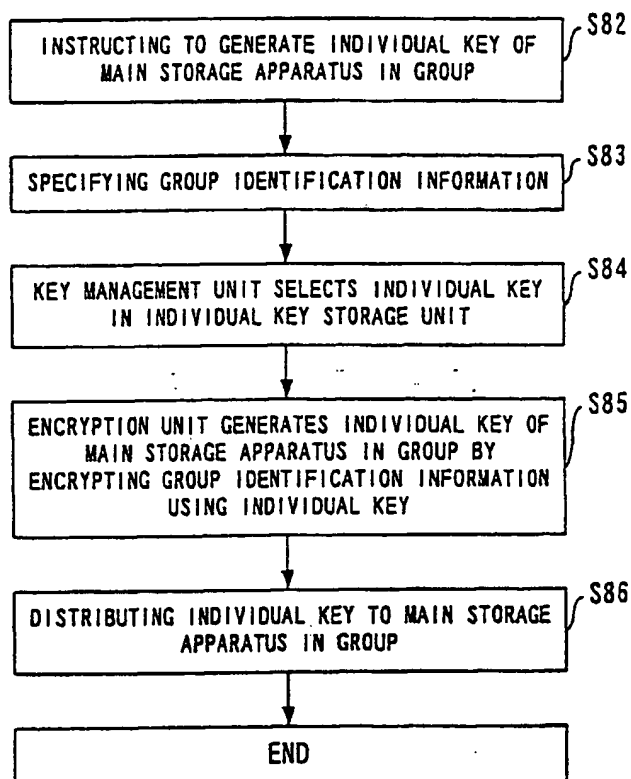 INSTRUCTING TO GENERATE INDIVIDUAL KEY OF
MAIN STORAGE APPARATUS IN GROUP
S82
SPECIFYING GROUP IDENTIFICATION INFORMATION
S83
KEY MANAGEMENT UNIT SELECTS INDIVIDUAL KEY
IN INDIVIDUAL KEY STORAGE UNIT
S84
ENCRYPTION UNIT GENERATES INDIVIDUAL KEY OF
MAIN STORAGE APPARATUS IN GROUP BY
ENCRYPTING GROUP IDENTIFICATION INFORMATION
USING INDIVIDUAL KEY
S85
DISTRIBUTING INDIVIDUAL KEY TO MAIN STORAGE
APPARATUS IN GROUP
S86
END